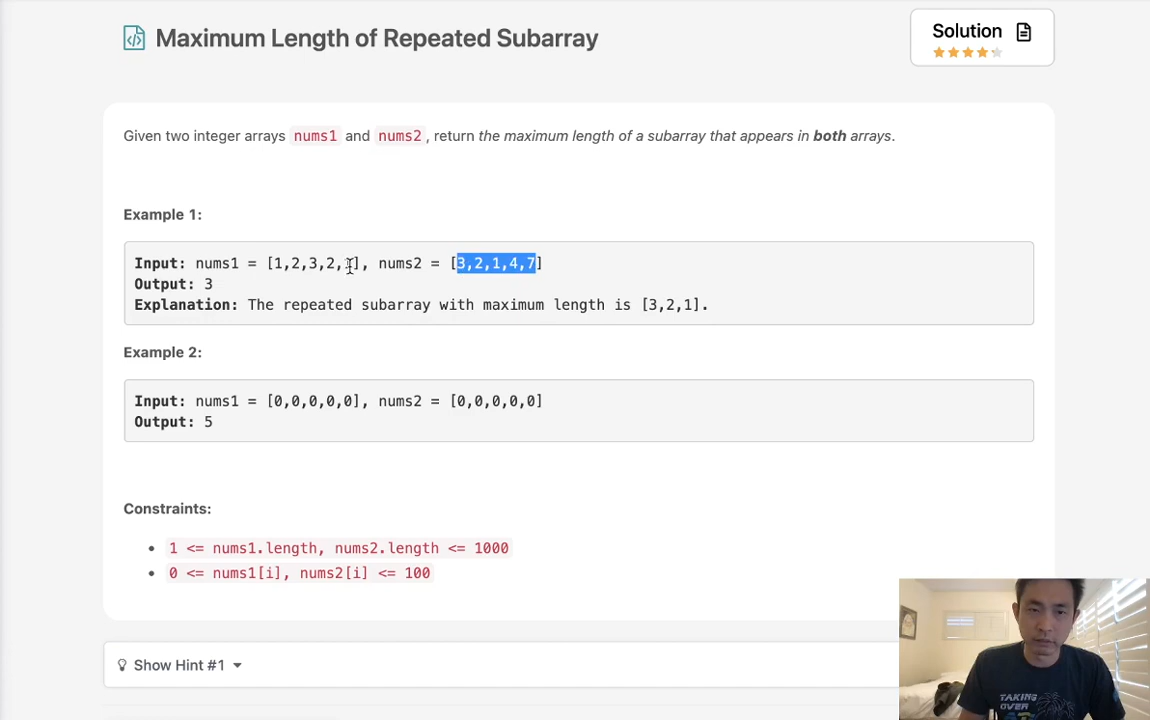 Maximum Length of Repeated Subarray
Solution
Given two integer arrays nums1 and nums2, return the maximum length of a subarray that appears in both arrays.
Example 1:
Input: nums1 = [1,2,3,2,1], nums2 = [3,2,1,4,7]
Output: 3
Explanation: The repeated subarray with maximum length is [3,2,1].
Example 2:
Input: nums1 = [0,0,0,0,0], nums2 = [0,0,0,0,0]
Output: 5
Constraints:
1 <= nums1.length, nums2.length <= 1000
0 <= nums1[i], nums2[i] <= 100
Show Hint #1
TAKING
OVER